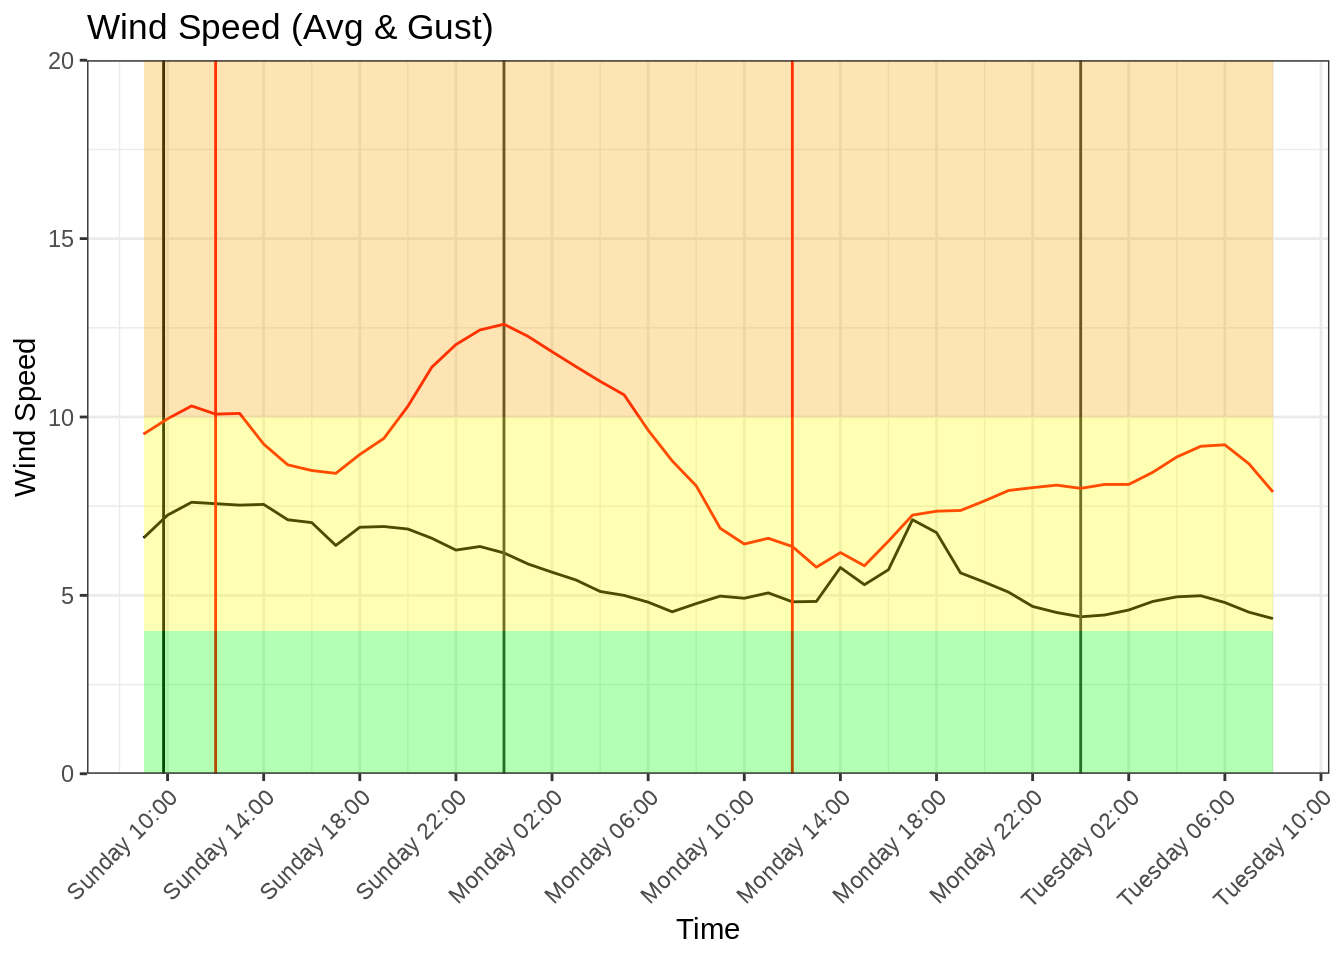 Wind Speed (Avg & Gust)
20
15
10
5
0
Wind Speed
Sunday 10:00
Sunday 14:00
Sunday 18:00
Sunday 22:00
Monday 02:00
Monday 06:00
Monday 10:00
Monday 14:00
Monday 18:00
Monday 22:00
Tuesday 02:00
Tuesday 06:00
Tuesday 10:00
Time